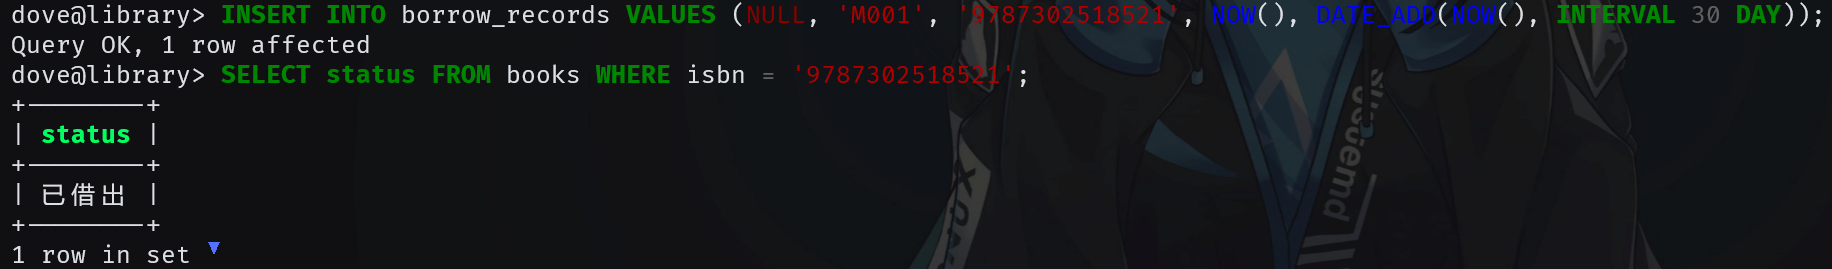 dove@library> INSERT INTO borrow_records VALUES (NULL, 'M001', '9787302518521', NOW(), DATE_ADD(NOW(), INTERVAL 30 DAY));
Query OK, 1 row affected
dove@library> SELECT status FROM books WHERE isbn = '9787302518521';
+--------+
| status |
+--------+
| 已借出 |
+--------+
1 row in set